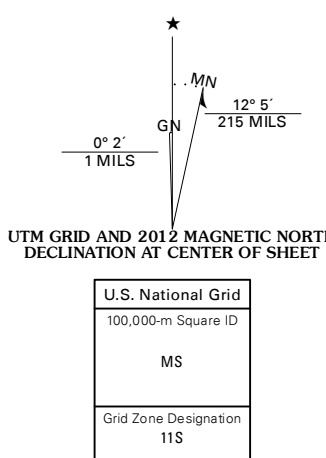 ★
MN
GN
12° 5´
215 MILS
0° 2´
1 MILS
UTM GRID AND 2012 MAGNETIC NORTH
DECLINATION AT CENTER OF SHEET
U.S. National Grid
100,000-m Square ID
MS
Grid Zone Designation
11S